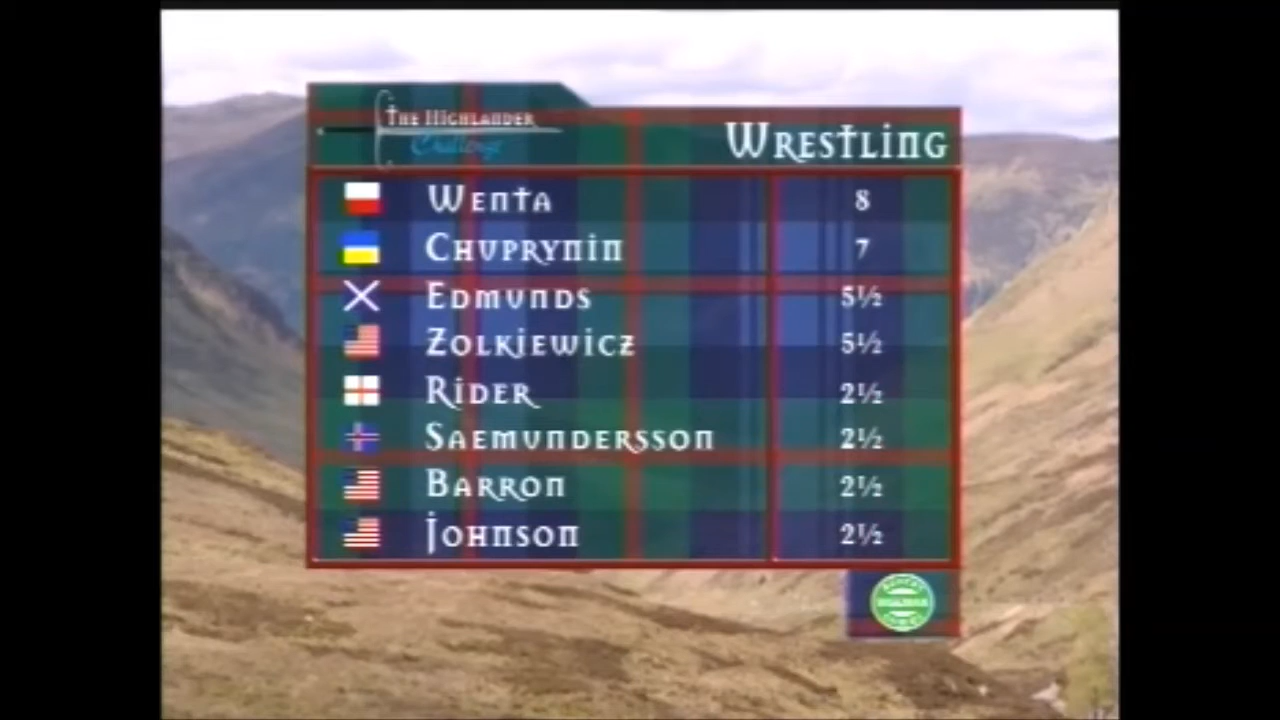 The Highlander
Challenge
Wrestling
Wenta 8
Chuprynin 7
Edmunds 5½
Zolkiewicz 5½
Rider 2½
Saemundersson 2½
Barron 2½
Johnson 2½